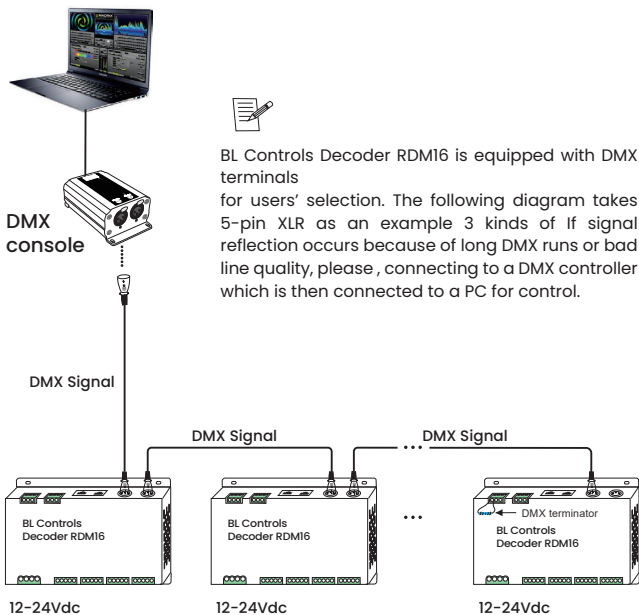 BL Controls Decoder RDM16 is equipped with DMX
terminals
for users’ selection. The following diagram takes
5-pin XLR as an example 3 kinds of If signal
reflection occurs because of long DMX runs or bad
line quality, please , connecting to a DMX controller
which is then connected to a PC for control.
DMX
console
DMX Signal
DMX Signal
DMX Signal
BL Controls
Decoder RDM16
BL Controls
Decoder RDM16
DMX terminator
BL Controls
Decoder RDM16
12-24Vdc
12-24Vdc
12-24Vdc